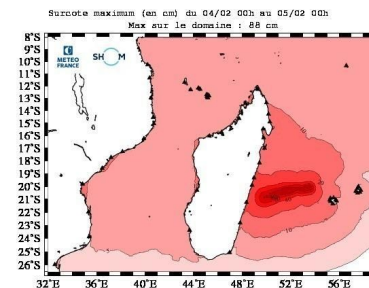 Surcote maximum (en cm) du 04/02 00h au 05/02 00h
Max sur le domaine : 88 cm
METEO
FRANCE
SHOM
8°S
9°S
10°S
11°S
12°S
13°S
14°S
15°S
16°S
17°S
18°S
19°S
20°S
21°S
22°S
23°S
24°S
25°S
26°S
32°E 36°E 40°E 44°E 48°E 52°E 56°E